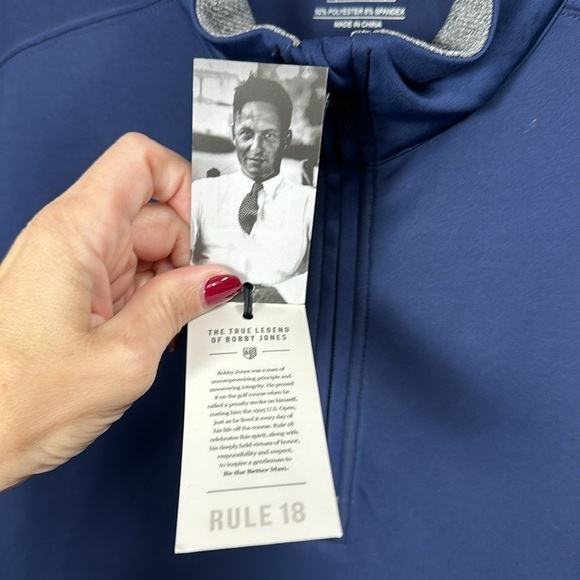 92% POLYESTER 8% SPANDEX
MADE IN CHINA
THE TRUE LEGEND
OF BOBBY JONES
Bobby Jones was a man of
uncompromising principle and
unwavering integrity. He proved
it on the golf course when he
called a penalty stroke on himself,
costing him the 1925 U.S. Open,
just as he lived it every day of
his life off the course. Rule 18
celebrates this spirit, along with
his deeply held virtues of honor,
responsibility and respect,
to inspire a gentleman to
Be the Better Man.
RULE 18